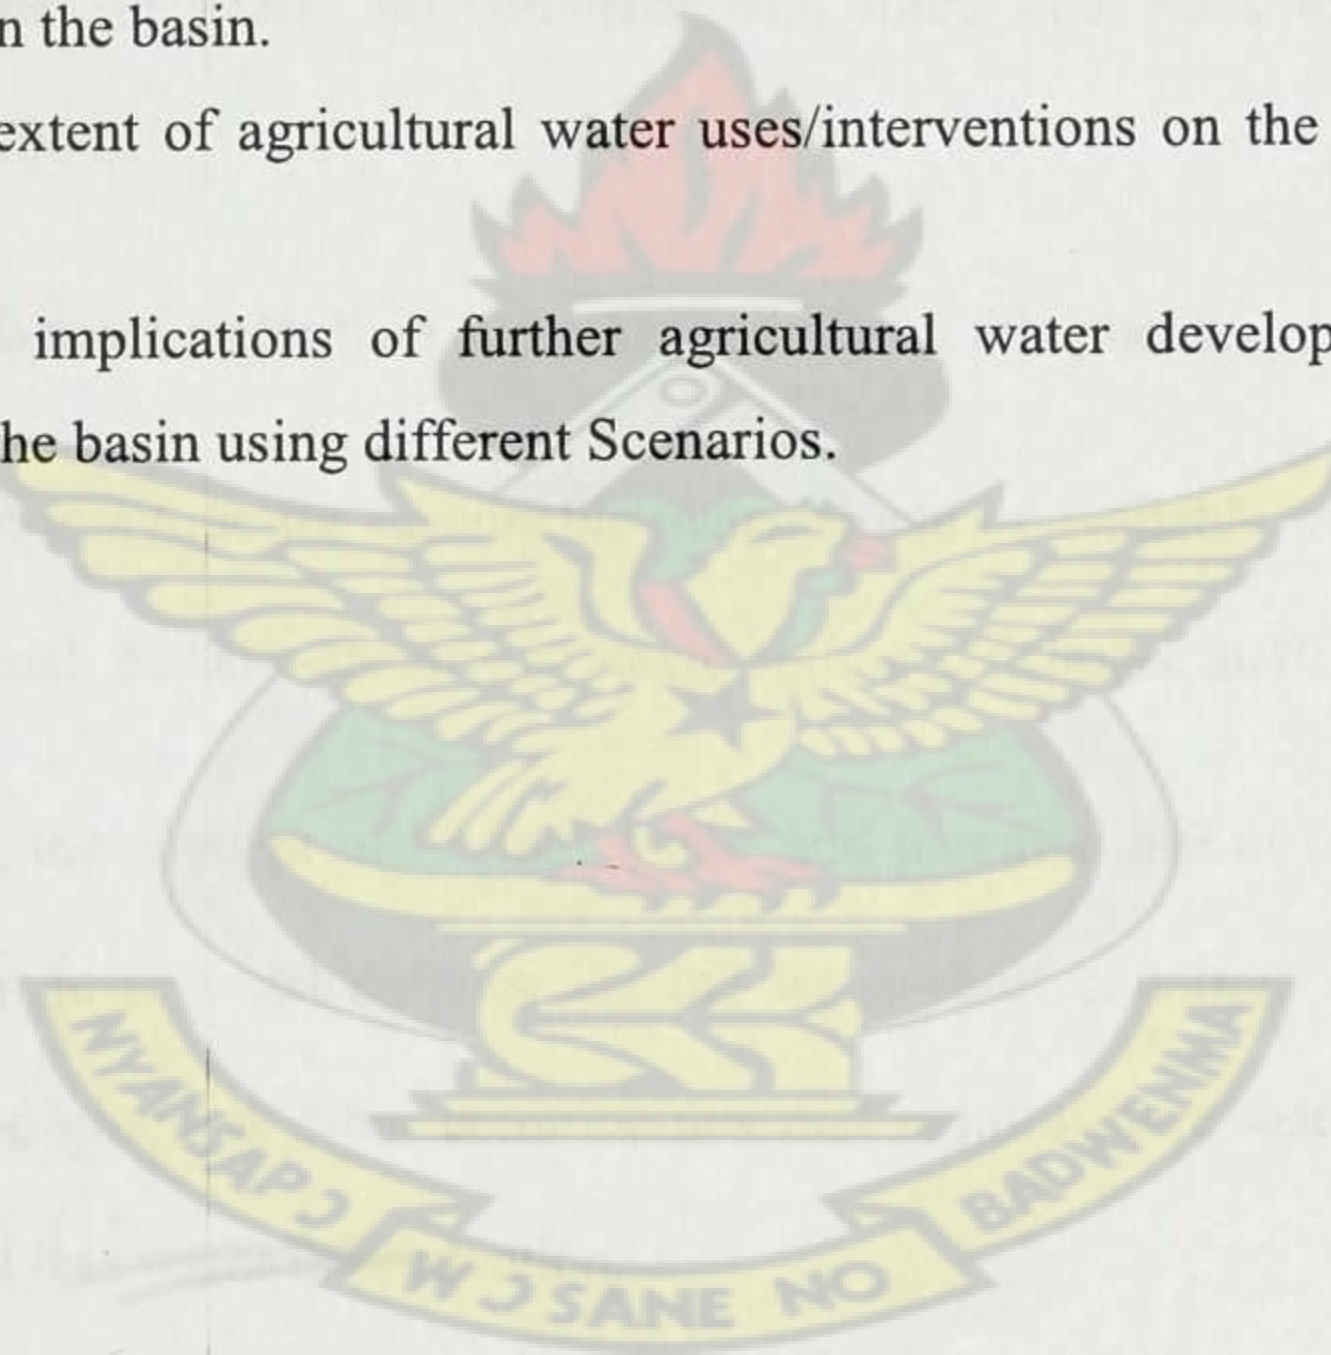 the basin.
extent of agricultural water uses/interventions on the
implications of further agricultural water develop
he basin using different Scenarios.
NYANSAPƆ
WƆSANE NO
BADWENMA